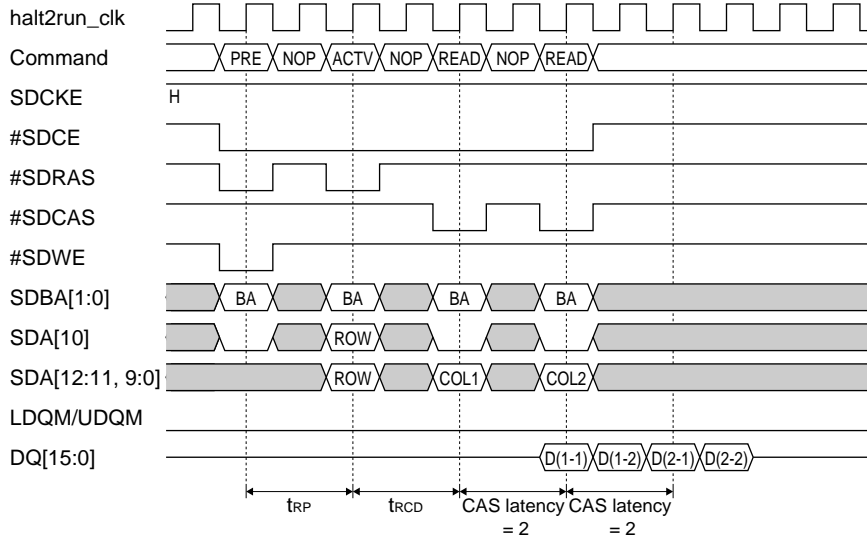 halt2run_clk
Command PRE NOP ACTV NOP READ NOP READ
SDCKE H
#SDCE
#SDRAS
#SDCAS
#SDWE
SDBA[1:0] BA BA BA BA
SDA[10] ROW
SDA[12:11, 9:0] ROW COL1 COL2
LDQM/UDQM
DQ[15:0] D(1-1) D(1-2) D(2-1) D(2-2)
tRP tRCD CAS latency CAS latency
= 2 = 2